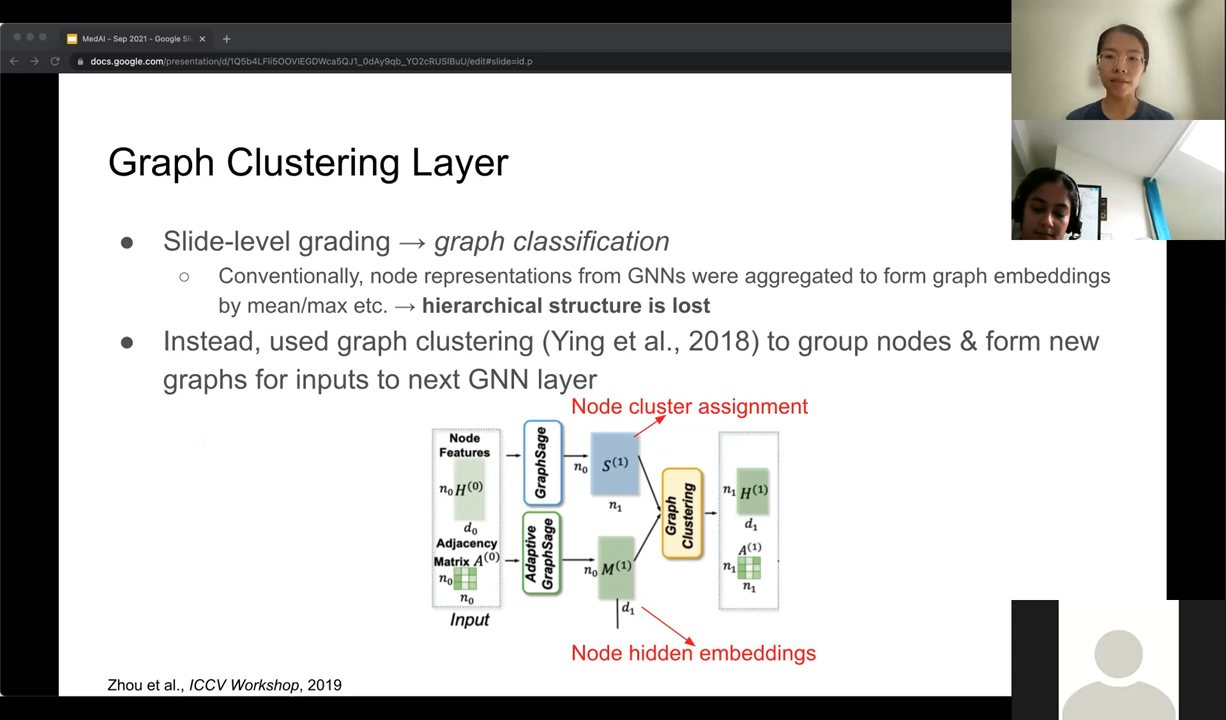 MedAI - Sep 2021 - Google Sl
docs.google.com/presentation/d/1Q5b4LFIi5OOVIEGDWca5QJ1_0dAy9qb_YO2cRUSlBuU/edit#slide=id.p
Graph Clustering Layer
● Slide-level grading → graph classification
○ Conventionally, node representations from GNNs were aggregated to form graph embeddings
by mean/max etc. → hierarchical structure is lost
● Instead, used graph clustering (Ying et al., 2018) to group nodes & form new
graphs for inputs to next GNN layer
Node cluster assignment
Node
Features
n₀ H⁽⁰⁾
d₀
Adjacency
Matrix A⁽⁰⁾
n₀
n₀
Input
GraphSage
Adaptive
GraphSage
n₀ S⁽¹⁾
n₁
n₀ M⁽¹⁾
d₁
Graph
Clustering
n₁ H⁽¹⁾
d₁
A⁽¹⁾
n₁
n₁
Node hidden embeddings
Zhou et al., ICCV Workshop, 2019